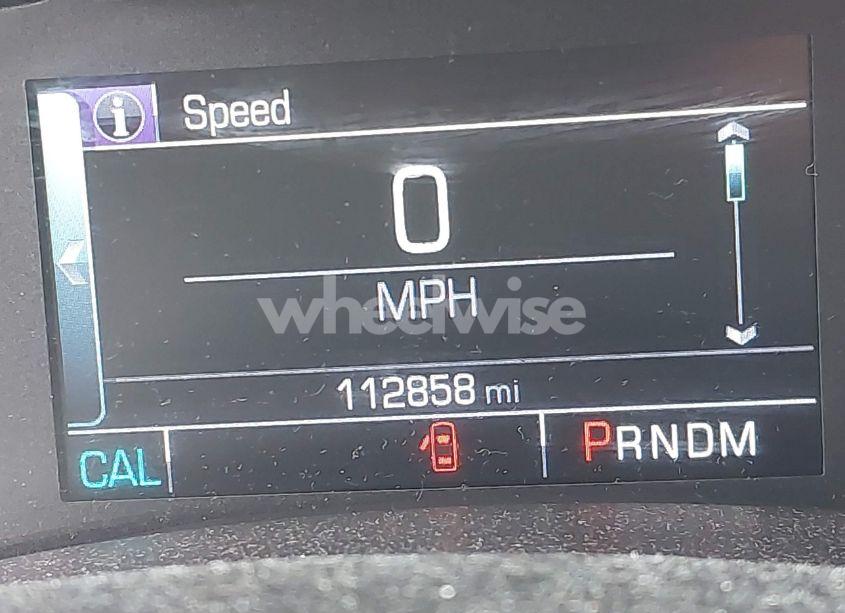 i Speed
0
MPH
wheelwise
112858 mi
CAL PRNDM